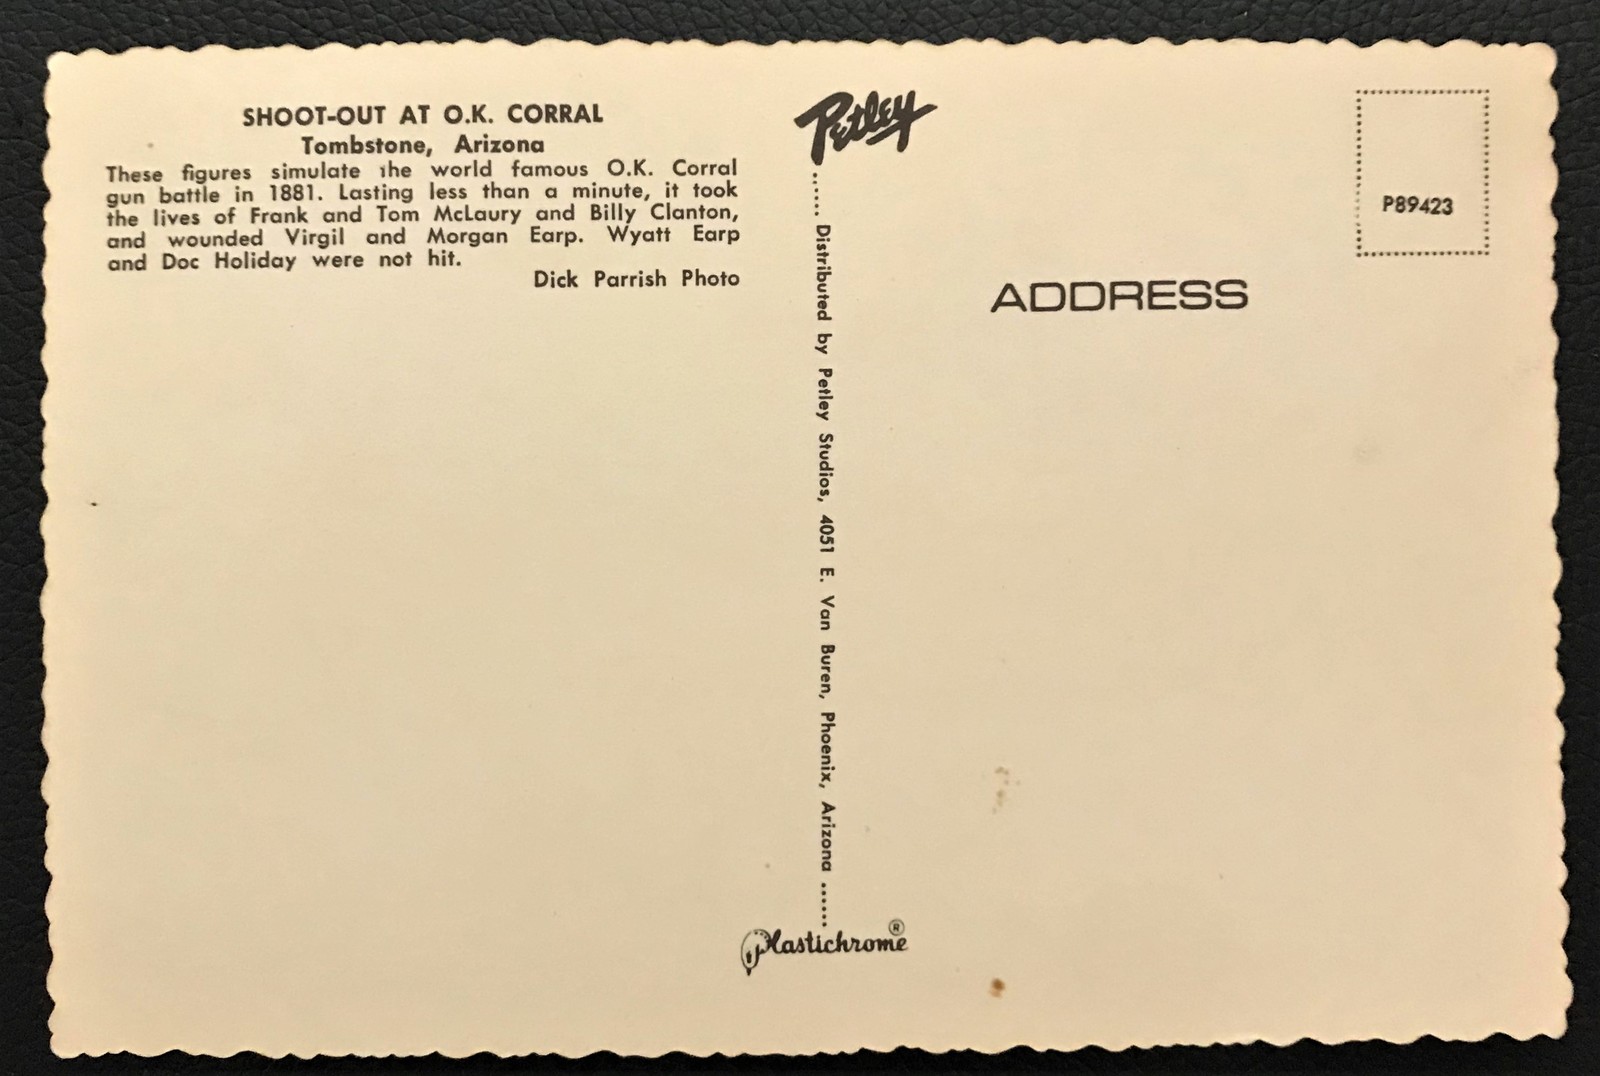 SHOOT-OUT AT O.K. CORRAL
Tombstone, Arizona
These figures simulate the world famous O.K. Corral
gun battle in 1881. Lasting less than a minute, it took
the lives of Frank and Tom McLaury and Billy Clanton,
and wounded Virgil and Morgan Earp. Wyatt Earp
and Doc Holiday were not hit.
Dick Parrish Photo
Petley
...... Distributed by Petley Studios, 4051 E. Van Buren, Phoenix, Arizona ......
Plastichrome®
P89423
ADDRESS